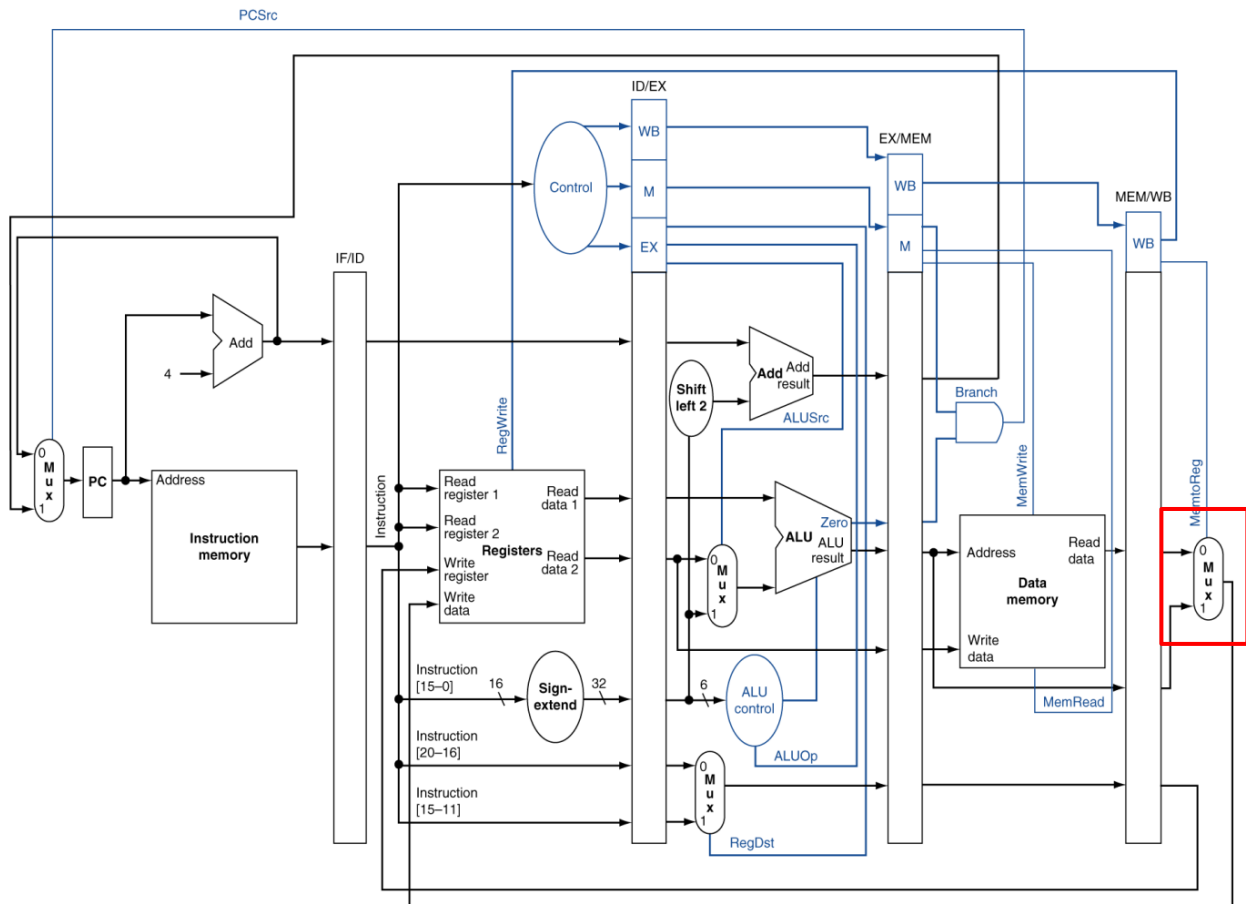 PCSrc
ID/EX
WB
EX/MEM
Control
M
WB
MEM/WB
EX
M
WB
IF/ID
Add
4
Shift
left 2
Add
Add
result
Branch
ALUSrc
RegWrite
MemWrite
MemtoReg
0
M
u
x
1
PC
Address
Instruction
memory
Instruction
Read
register 1
Read
register 2
Write
register
Write
data
Registers
Read
data 1
Read
data 2
0
M
u
x
1
Zero
ALU
ALU
result
Address
Read
data
Data
memory
Write
data
0
M
u
x
1
Instruction
[15–0]
16
Sign-
extend
32
6
ALU
control
MemRead
Instruction
[20–16]
ALUOp
Instruction
[15–11]
0
M
u
x
1
RegDst